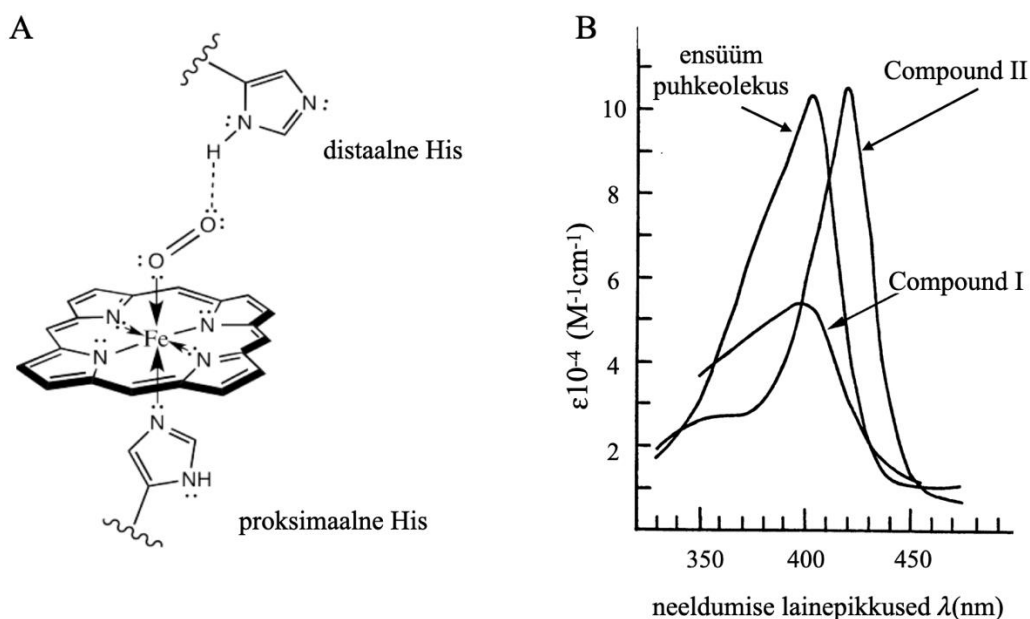 A
N:
:N
H
distaalne His
O:
:O
N:
N
Fe
N
:N
N
NH
proksimaalne His
B
ensüüm
puhkeolekus
Compound II
Compound I
ε10⁻⁴ (M⁻¹cm⁻¹)
10
8
6
4
2
350
400
450
neeldumise lainepikkused λ(nm)